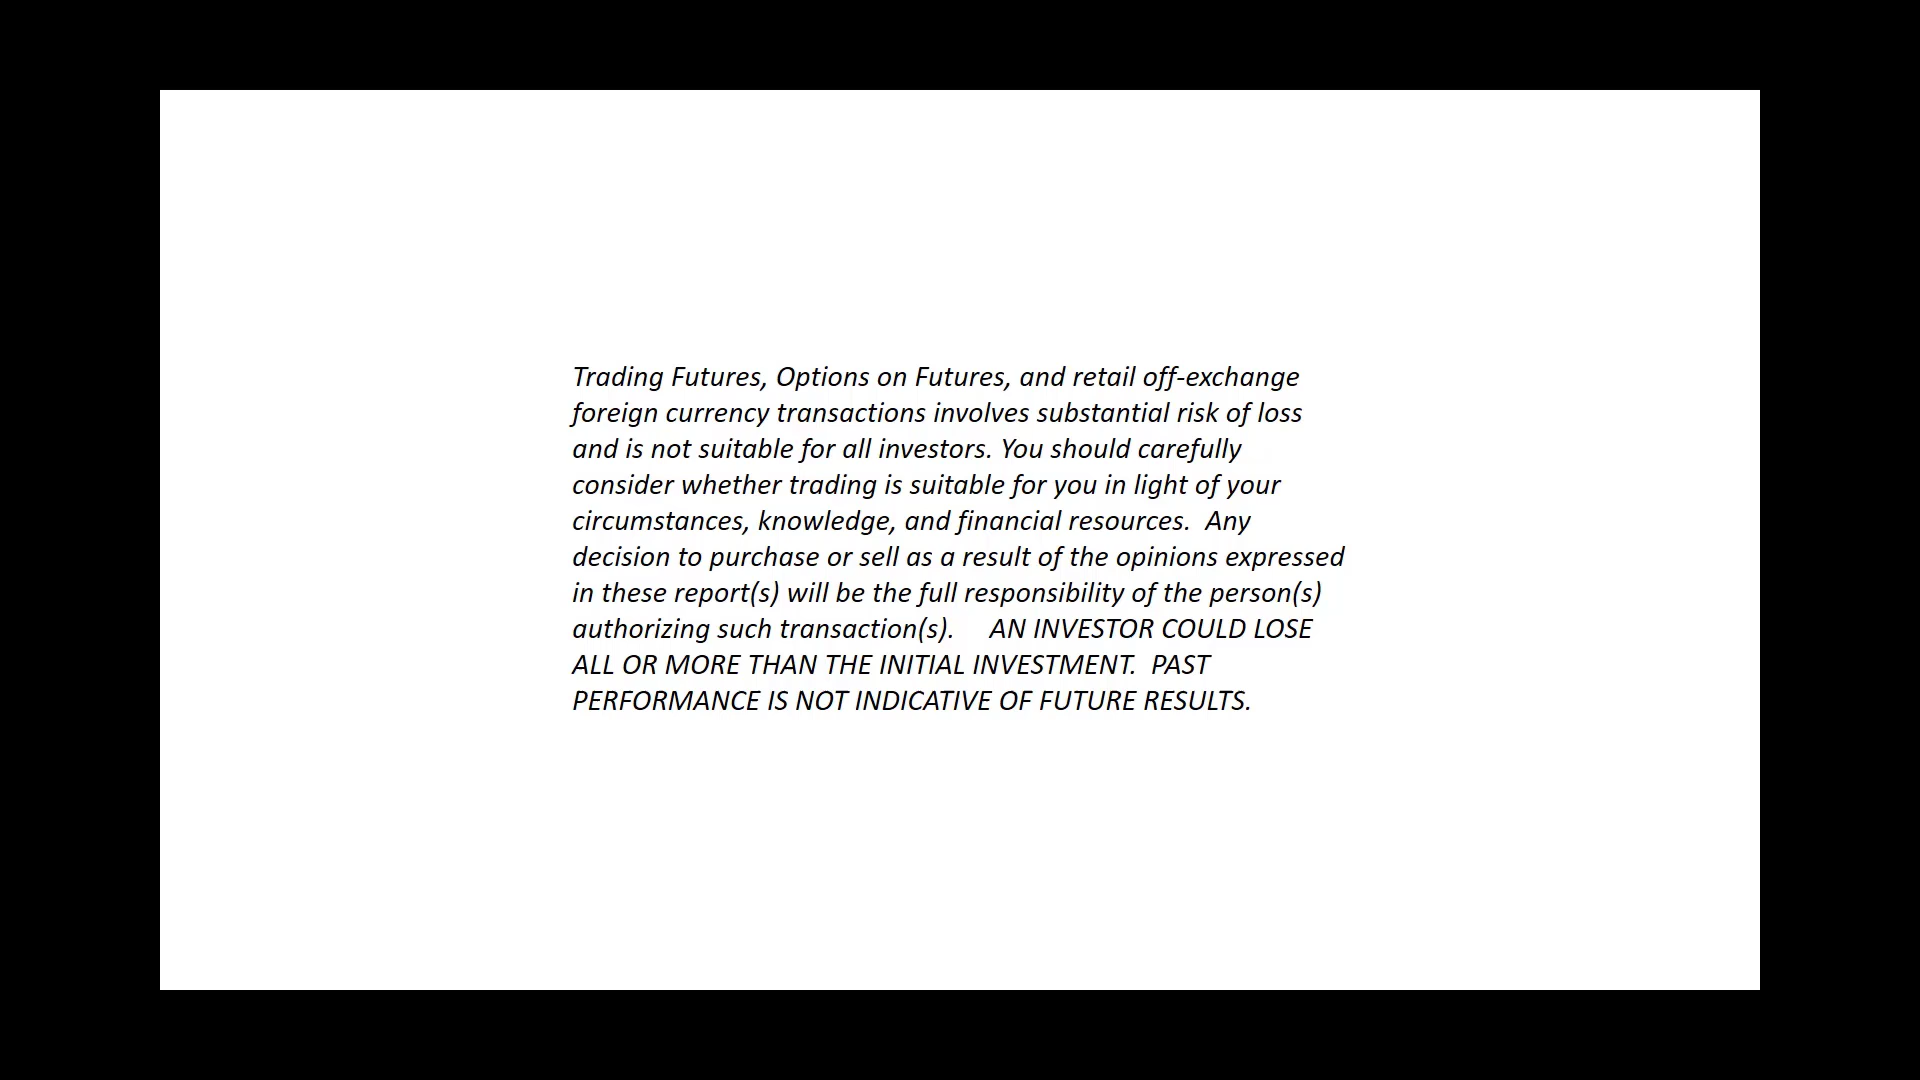 Trading Futures, Options on Futures, and retail off-exchange
foreign currency transactions involves substantial risk of loss
and is not suitable for all investors. You should carefully
consider whether trading is suitable for you in light of your
circumstances, knowledge, and financial resources.  Any
decision to purchase or sell as a result of the opinions expressed
in these report(s) will be the full responsibility of the person(s)
authorizing such transaction(s).     AN INVESTOR COULD LOSE
ALL OR MORE THAN THE INITIAL INVESTMENT.  PAST
PERFORMANCE IS NOT INDICATIVE OF FUTURE RESULTS.